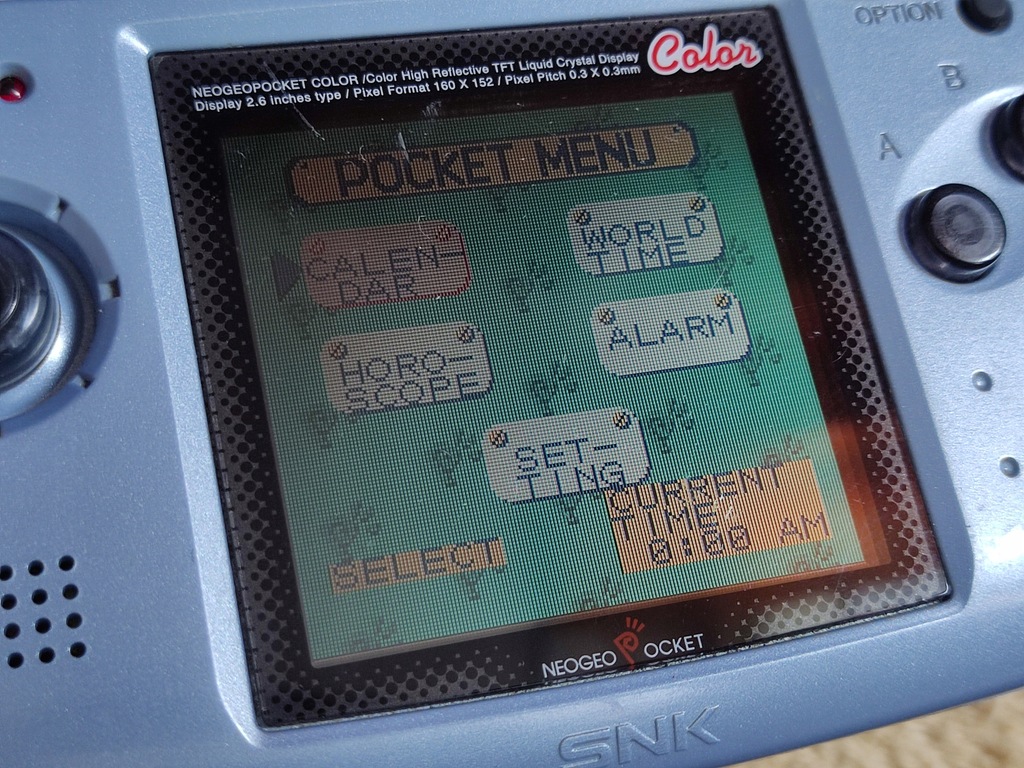 OPTION
NEOGEOPOCKET COLOR /Color High Reflective TFT Liquid Crystal Display
Display 2.6 inches type / Pixel Format 160 X 152 / Pixel Pitch 0.3 X 0.3mm
Color
B
A
POCKET MENU
CALEN-
DAR
WORLD
TIME
HORO-
SCOPE
ALARM
SET-
TING
CURRENT
TIME
0:00 AM
SELECT
NEOGEO POCKET
SNK